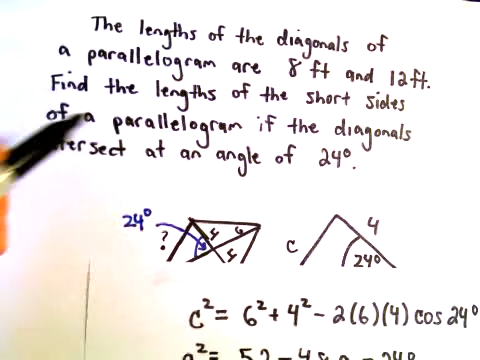 The lengths of the diagonals of
a parallelogram are 8 ft and 12 ft.
Find the lengths of the short sides
of a parallelogram if the diagonals
tersect at an angle of 24°.
24°
?
4
6
4
c
4
24°
c² = 6² + 4² - 2(6)(4) cos 24°